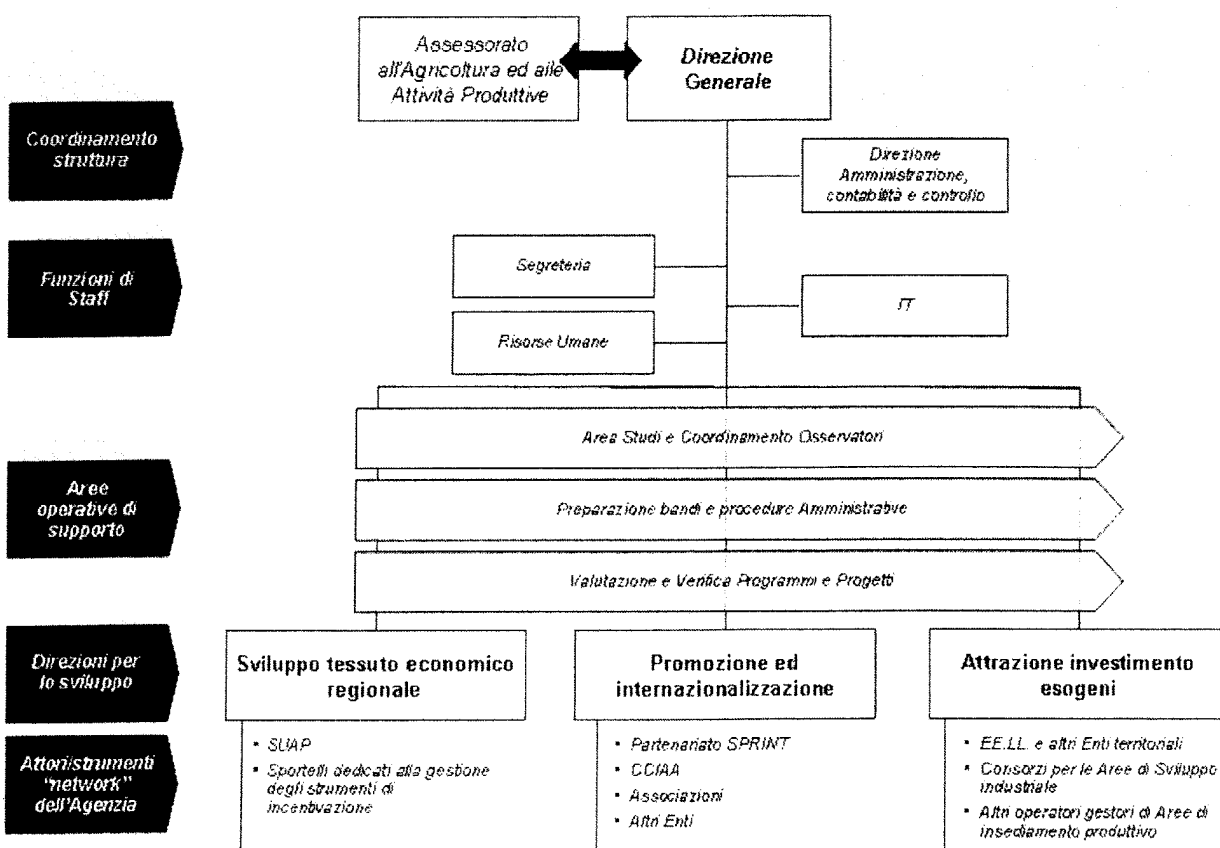 Assessorato
all'Agricoltura ed alle
Attività Produttive
Direzione
Generale
Coordinamento
struttura
Direzione
Amministrazione,
contabilità e controllo
Funzioni di
Staff
Segreteria
IT
Risorse Umane
Aree
operative di
supporto
Area Studi e Coordinamento Osservatori
Preparazione bandi e procedure Amministrative
Valutazione e Verifica Programmi e Progetti
Direzioni per
lo sviluppo
Sviluppo tessuto economico
regionale
Promozione ed
internazionalizzazione
Attrazione investimento
esogeni
Attori/strumenti
"network"
dell'Agenzia
▪ SUAP
▪ Sportelli dedicati alla gestione
degli strumenti di
incentivazione
▪ Partenariato SPRINT
▪ CCIAA
▪ Associazioni
▪ Altri Enti
▪ EE.LL. e altri Enti territoriali
▪ Consorzi per le Aree di Sviluppo
industriale
▪ Altri operatori gestori di Aree di
insediamento produttivo